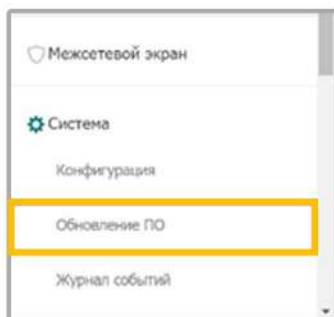 Межсетевой экран
Система
Конфигурация
Обновление ПО
Журнал событий